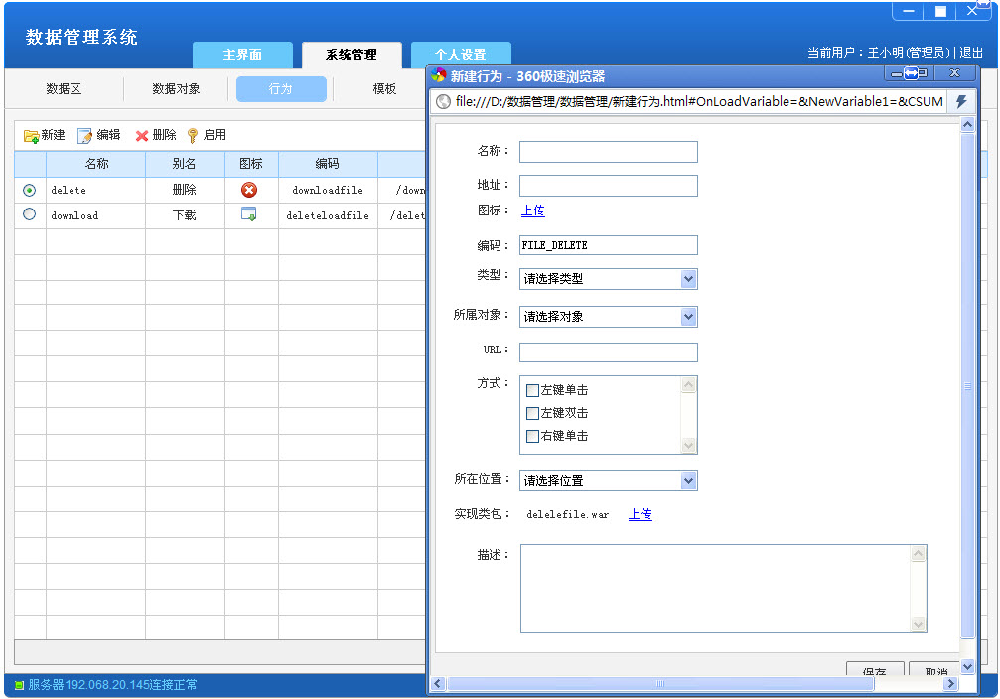 数据管理系统
主界面
系统管理
个人设置
当前用户：王小明(管理员)| 退出
数据区
数据对象
行为
模板
新建
编辑
删除
启用
名称
别名
图标
编码
delete
删除
downloadfile
/down
download
下载
deleteloadfile
/delet
服务器192.068.20.145连接正常
新建行为 - 360极速浏览器
file:///D:/数据管理/数据管理/新建行为.html#OnLoadVariable=&NewVariable1=&CSUM
名称：
地址：
图标： 上传
编码： FILE_DELETE
类型： 请选择类型
所属对象： 请选择对象
URL：
方式： 左键单击
左键双击
右键单击
所在位置： 请选择位置
实现类包： delelefile.war 上传
描述：
保存
取消